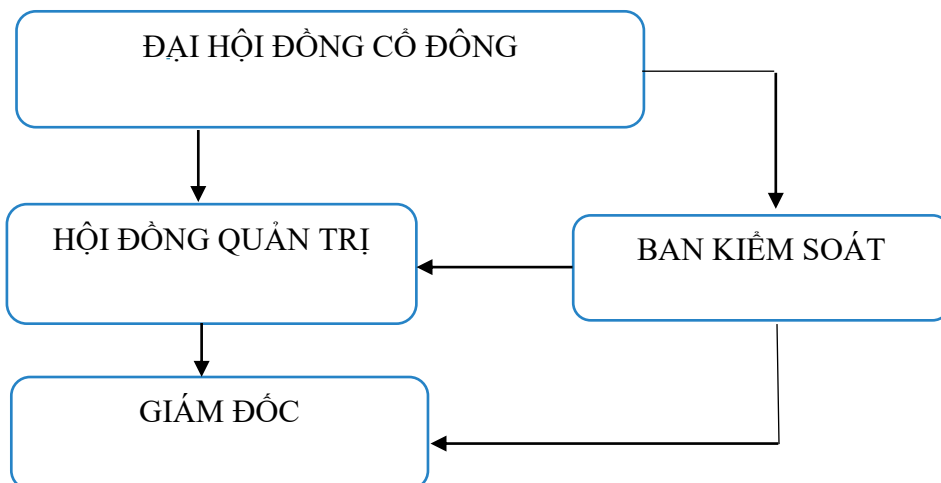 ĐẠI HỘI ĐỒNG CỔ ĐÔNG
HỘI ĐỒNG QUẢN TRỊ
BAN KIỂM SOÁT
GIÁM ĐỐC